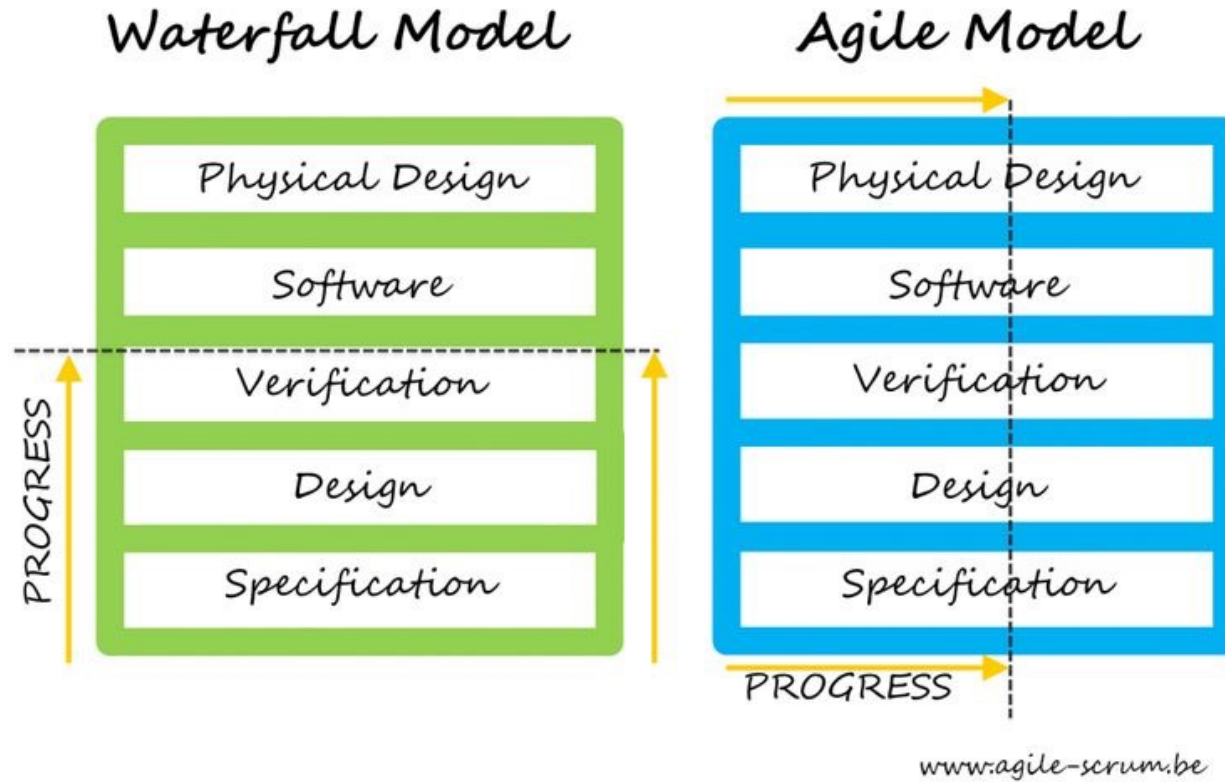 Waterfall Model
Physical Design
Software
Verification
Design
Specification
PROGRESS
Agile Model
Physical Design
Software
Verification
Design
Specification
PROGRESS
www.agile-scrum.be